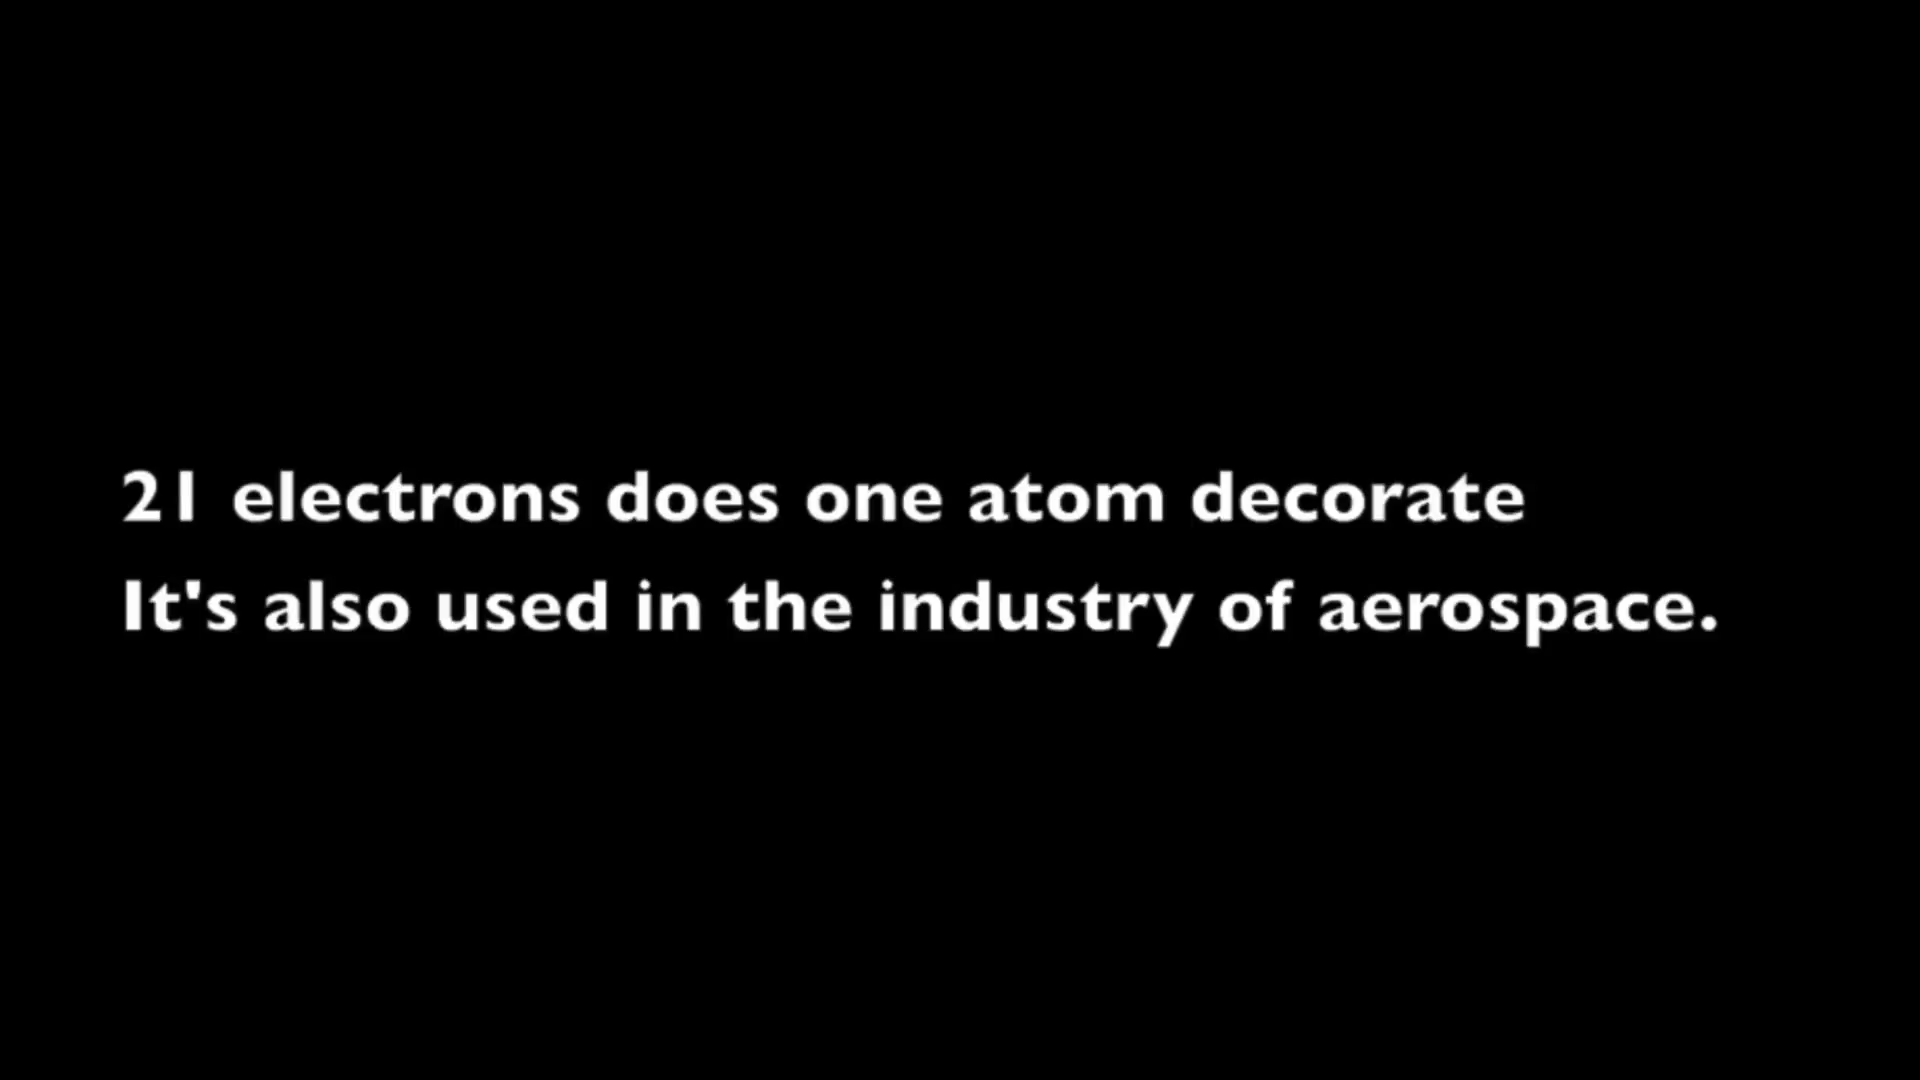 21 electrons does one atom decorate
It's also used in the industry of aerospace.